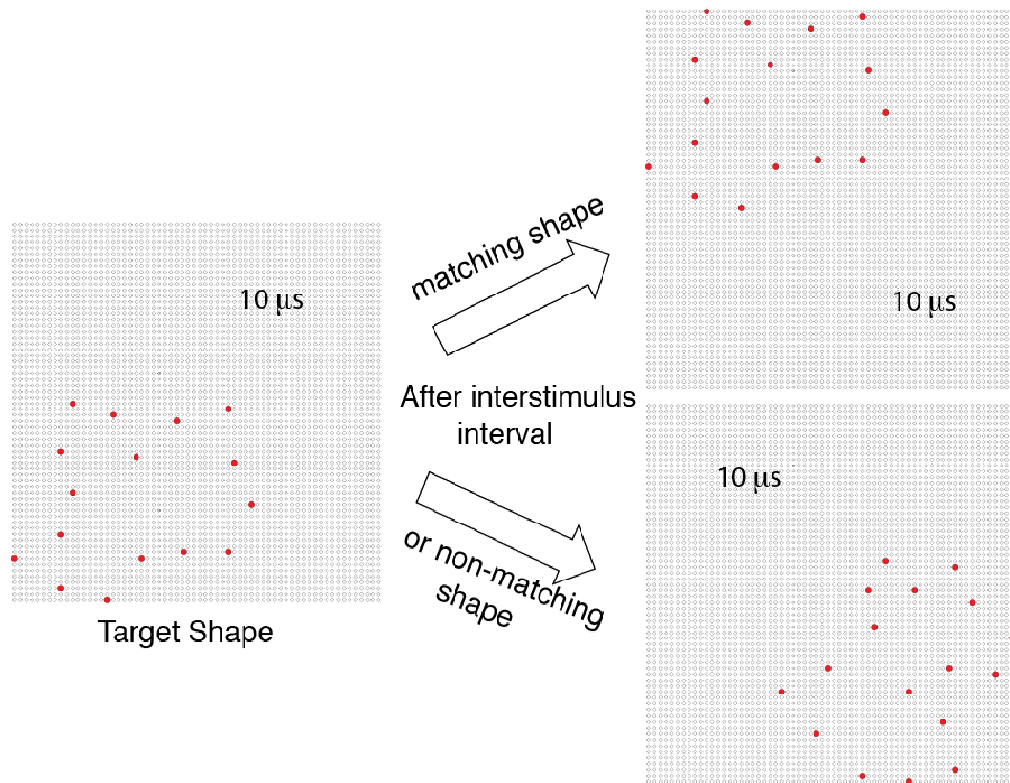 10 μs
Target Shape
matching shape
After interstimulus
interval
or non-matching
shape
10 μs
10 μs